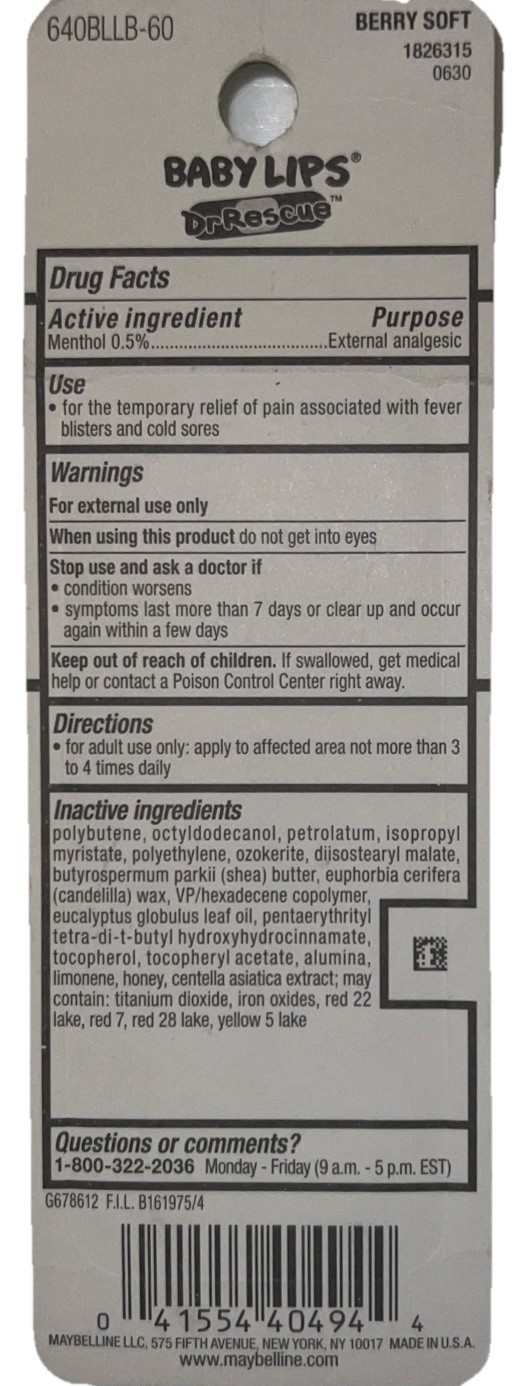 640BLLB-60
BERRY SOFT
1826315
0630
BABY LIPS®
DrRescue™
Drug Facts
Active ingredient Purpose
Menthol 0.5%....................................External analgesic
Use
• for the temporary relief of pain associated with fever
blisters and cold sores
Warnings
For external use only
When using this product do not get into eyes
Stop use and ask a doctor if
• condition worsens
• symptoms last more than 7 days or clear up and occur
again within a few days
Keep out of reach of children. If swallowed, get medical
help or contact a Poison Control Center right away.
Directions
• for adult use only: apply to affected area not more than 3
to 4 times daily
Inactive ingredients
polybutene, octyldodecanol, petrolatum, isopropyl
myristate, polyethylene, ozokerite, diisostearyl malate,
butyrospermum parkii (shea) butter, euphorbia cerifera
(candelilla) wax, VP/hexadecene copolymer,
eucalyptus globulus leaf oil, pentaerythrityl
tetra-di-t-butyl hydroxyhydrocinnamate,
tocopherol, tocopheryl acetate, alumina,
limonene, honey, centella asiatica extract; may
contain: titanium dioxide, iron oxides, red 22
lake, red 7, red 28 lake, yellow 5 lake
Questions or comments?
1-800-322-2036 Monday - Friday (9 a.m. - 5 p.m. EST)
G678612 F.I.L. B161975/4
0 41554 40494 4
MAYBELLINE LLC, 575 FIFTH AVENUE, NEW YORK, NY 10017 MADE IN U.S.A.
www.maybelline.com